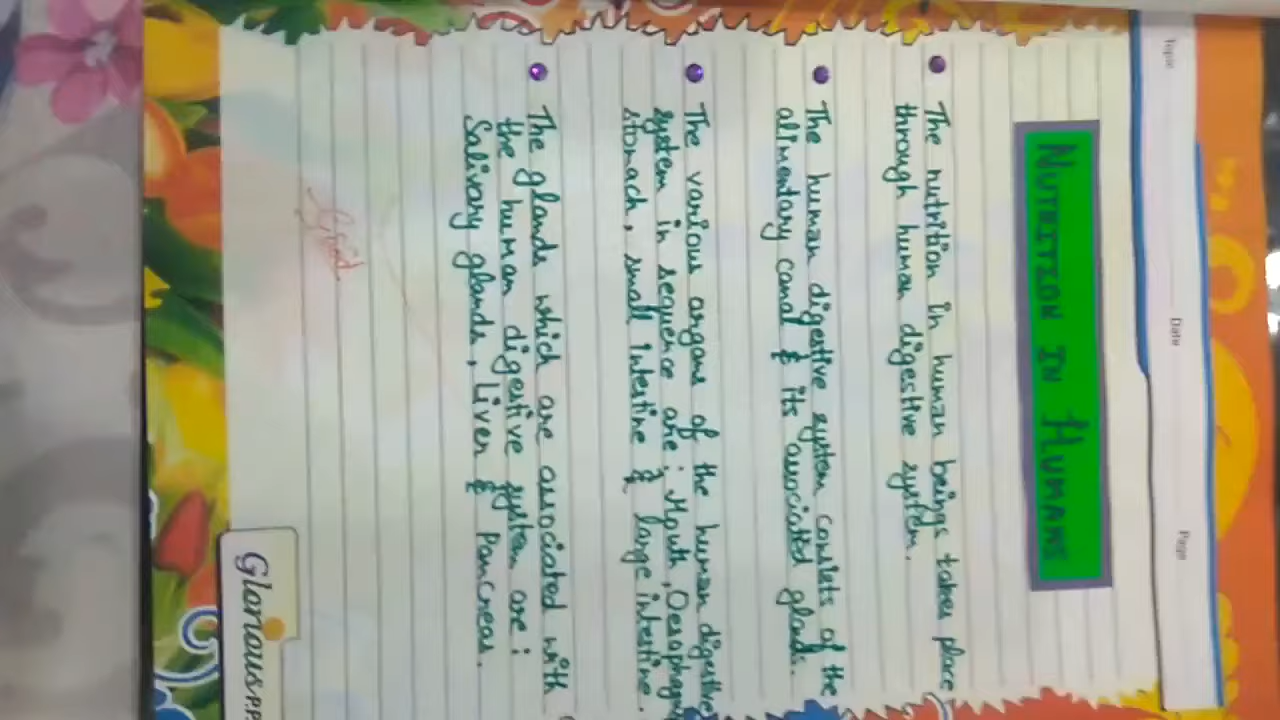 Topic Date Page
NUTRITION IN HUMANS
The nutrition in human beings takes place
through human digestive system.
The human digestive system consists of the
alimentary canal & its associated glands.
The various organs of the human digestive
system in sequence are: Mouth, Oesophagus
stomach, small intestine & large intestine.
The glands which are associated with
the human digestive system are:
Salivary glands, Liver & Pancreas.
Glorious P.P.